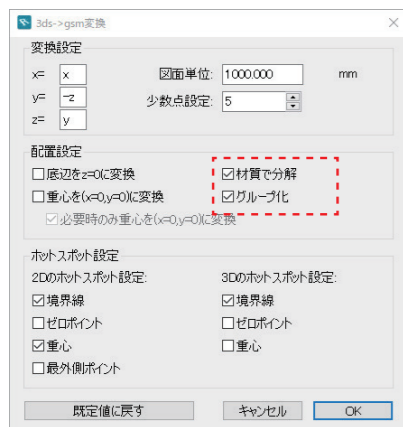 3ds->gsm変換
変換設定
x= x 図面単位: 1000.000 mm
y= -z 少数点設定: 5
z= y
配置設定
底辺をz=0に変換 材質で分解
重心を(x=0,y=0)に変換 グループ化
必要時のみ重心を(x=0,y=0)に変換
ホットスポット設定
2Dのホットスポット設定: 3Dのホットスポット設定:
境界線 境界線
ゼロポイント ゼロポイント
重心 重心
最外側ポイント
既定値に戻す キャンセル OK